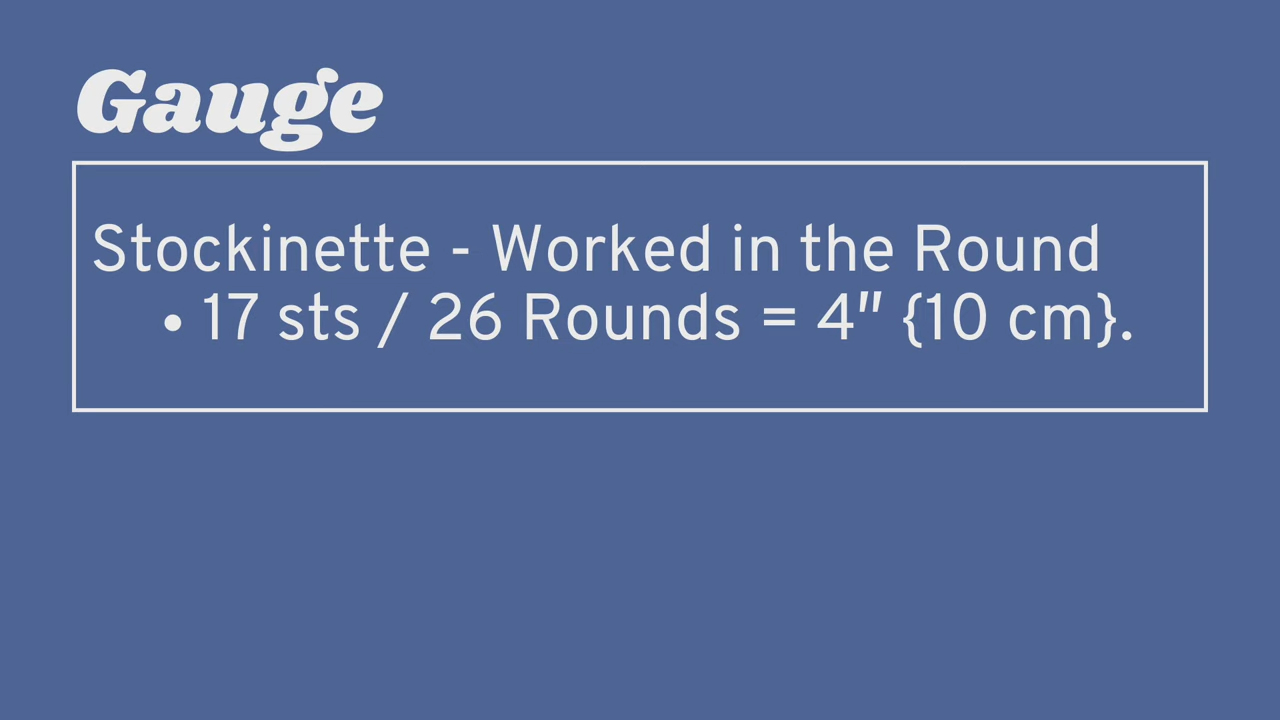 Gauge
Stockinette - Worked in the Round
• 17 sts / 26 Rounds = 4" {10 cm}.